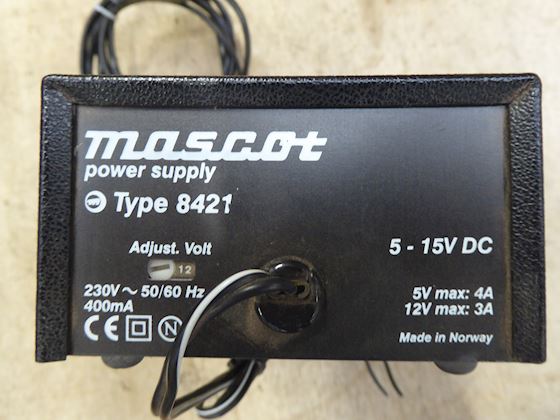 mascot
power supply
Type 8421
Adjust. Volt
5 - 15V DC
12
230V ~ 50/60 Hz
400mA
5V max: 4A
12V max: 3A
CE N
Made in Norway